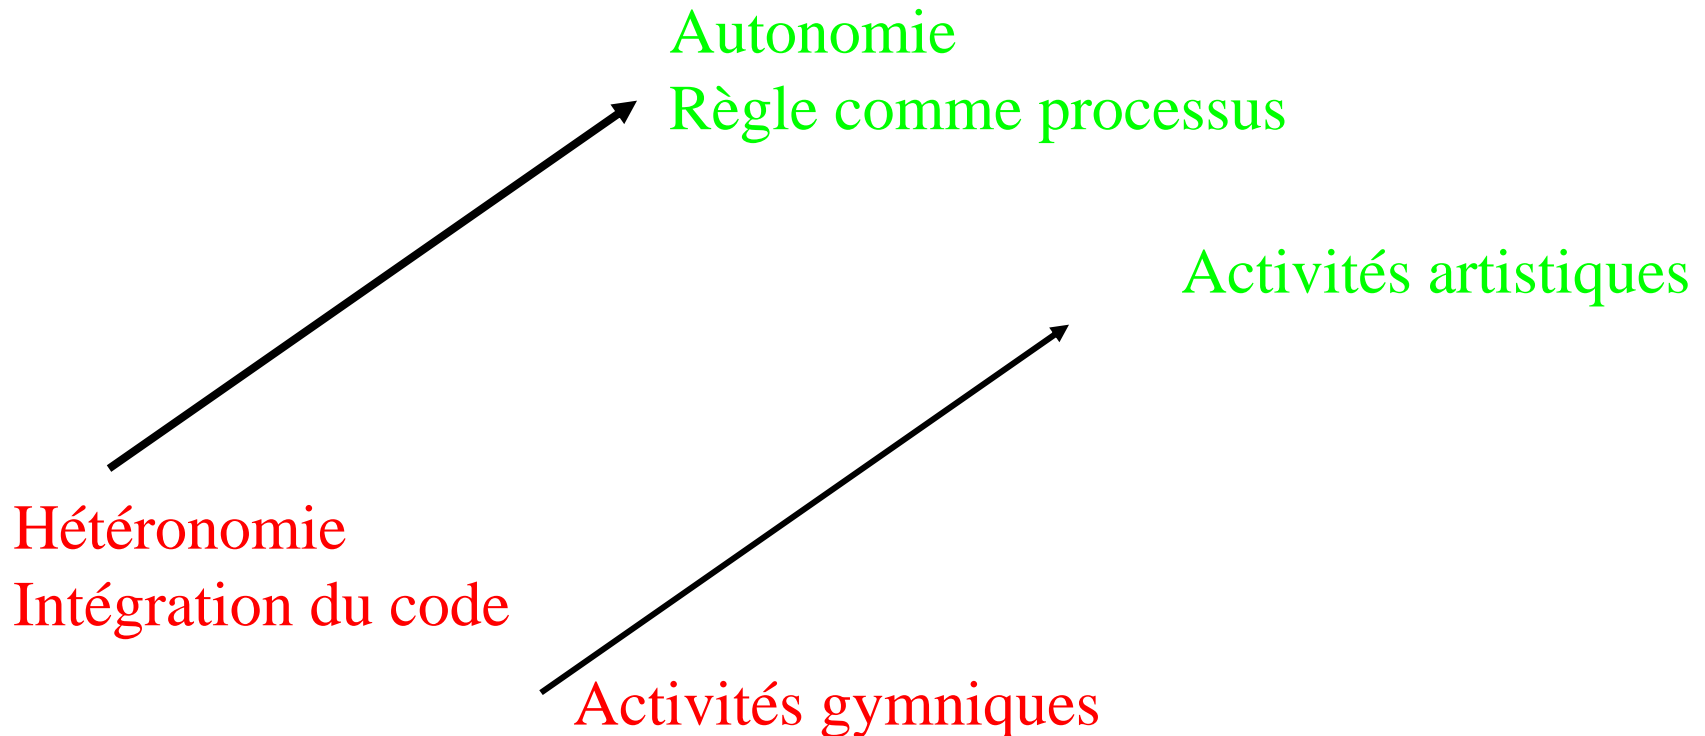 Autonomie
Règle comme processus
Activités artistiques
Hétéronomie
Intégration du code
Activités gymniques